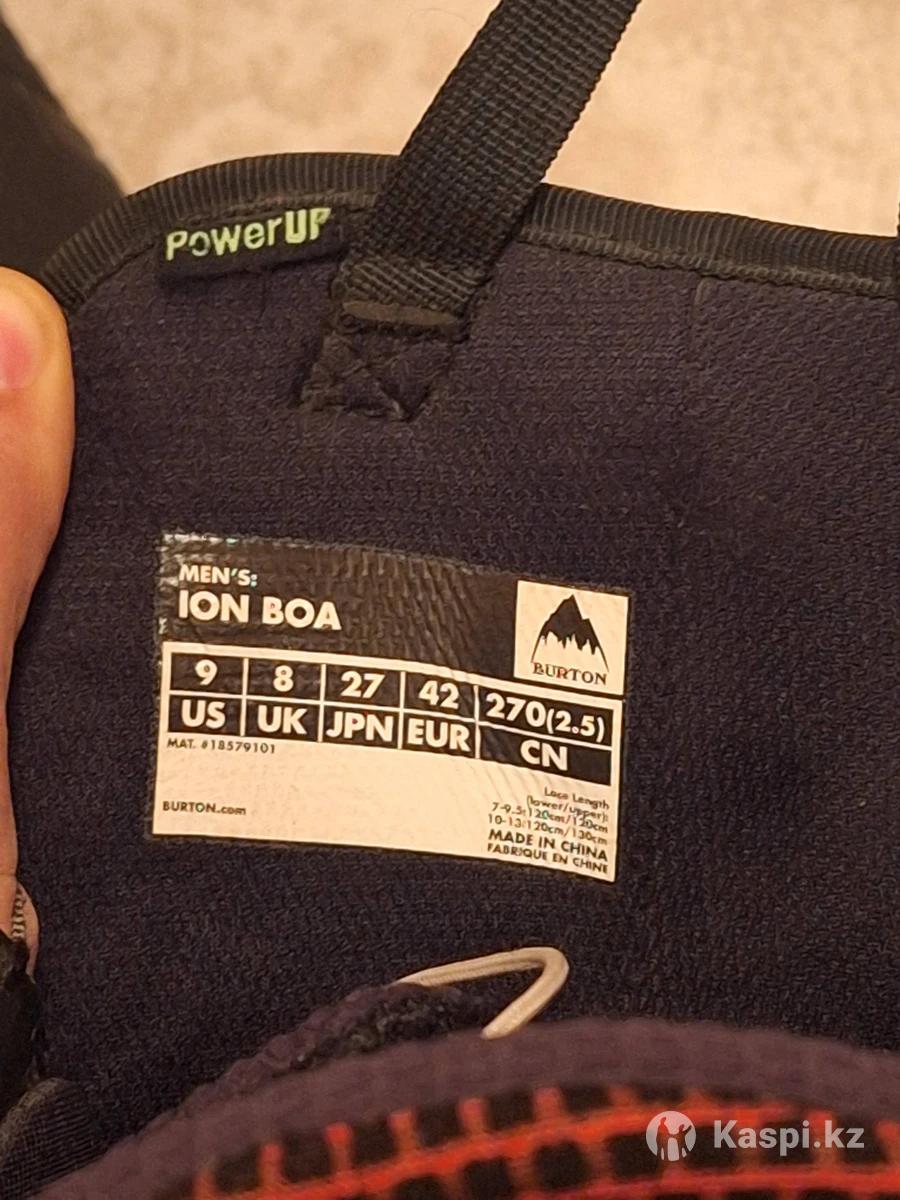 PowerUP
MEN'S:
ION BOA
BURTON
9 8 27 42 270(2.5)
US UK JPN EUR CN
MAT. #18579101
BURTON.com
Lace Length
(lower/upper):
7-9.5:120cm/120cm
10-13:120cm/130cm
MADE IN CHINA
FABRIQUE EN CHINE
Kaspi.kz